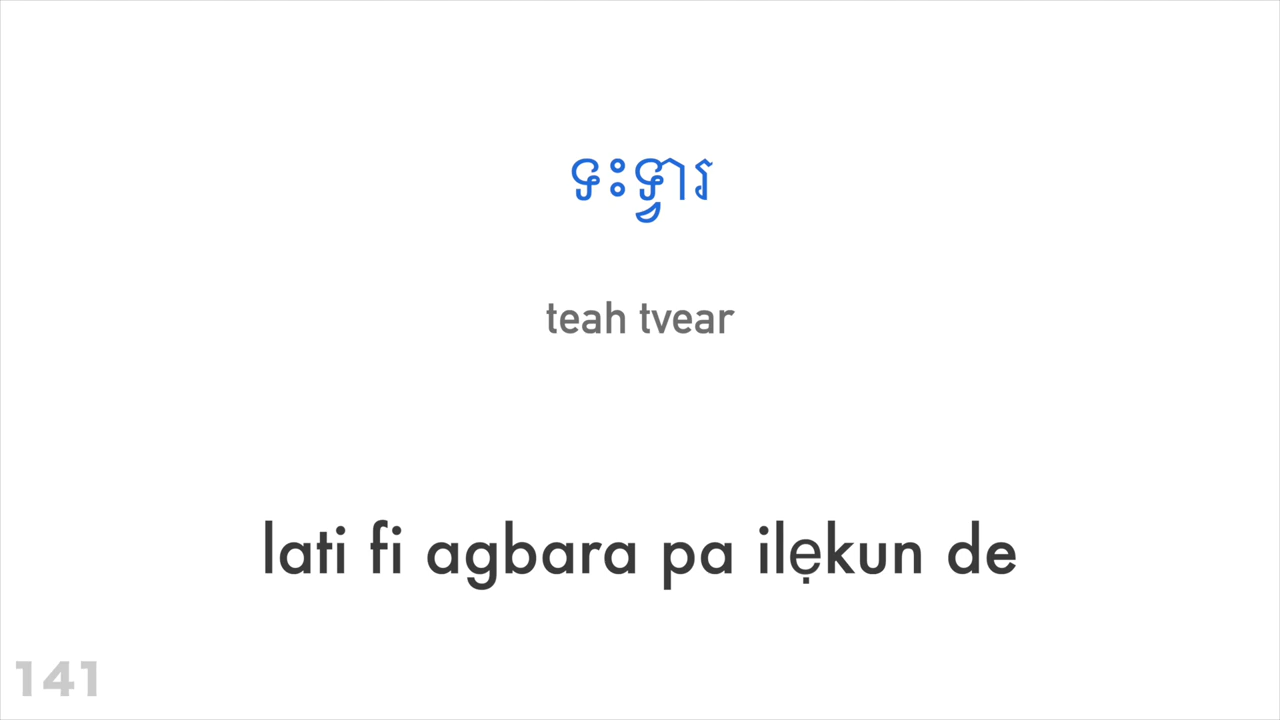 ទះទ្វារ
teah tvear
lati fi agbara pa ilẹkun de
141